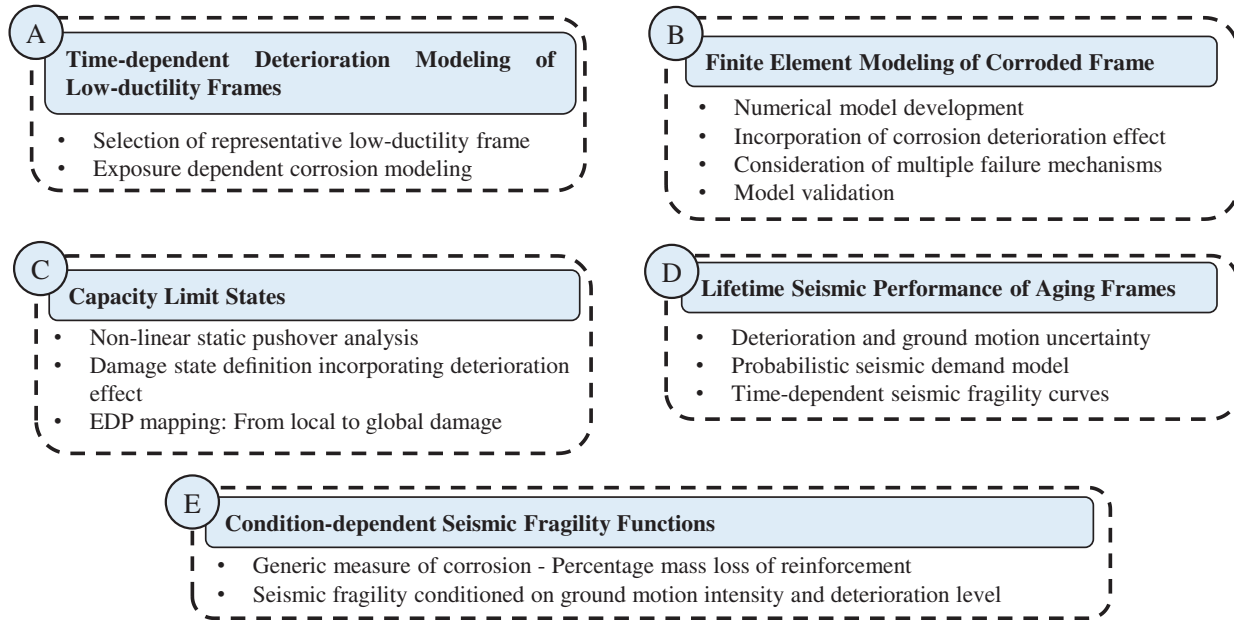 A
Time-dependent Deterioration Modeling of
Low-ductility Frames
• Selection of representative low-ductility frame
• Exposure dependent corrosion modeling
B
Finite Element Modeling of Corroded Frame
• Numerical model development
• Incorporation of corrosion deterioration effect
• Consideration of multiple failure mechanisms
• Model validation
C
Capacity Limit States
• Non-linear static pushover analysis
• Damage state definition incorporating deterioration
effect
• EDP mapping: From local to global damage
D
Lifetime Seismic Performance of Aging Frames
• Deterioration and ground motion uncertainty
• Probabilistic seismic demand model
• Time-dependent seismic fragility curves
E
Condition-dependent Seismic Fragility Functions
• Generic measure of corrosion - Percentage mass loss of reinforcement
• Seismic fragility conditioned on ground motion intensity and deterioration level